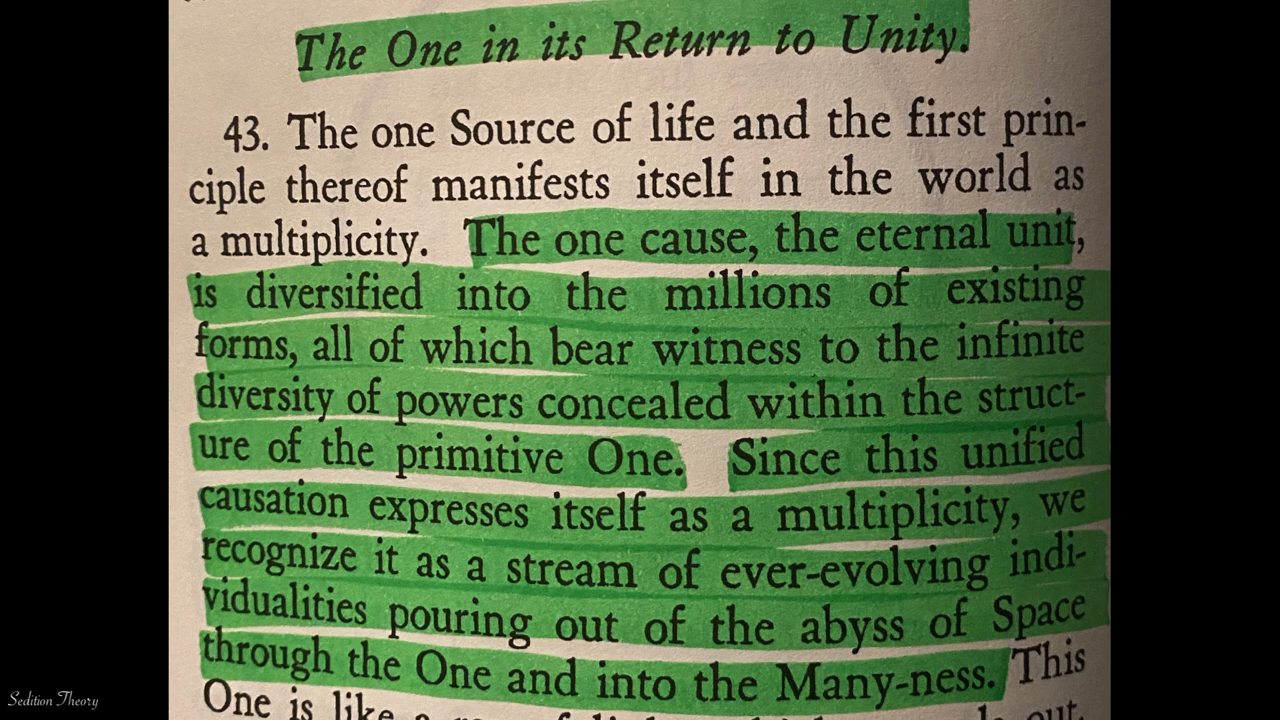 The One in its Return to Unity.
43. The one Source of life and the first prin-
ciple thereof manifests itself in the world as
a multiplicity. The one cause, the eternal unit,
is diversified into the millions of existing
forms, all of which bear witness to the infinite
diversity of powers concealed within the struct-
ure of the primitive One. Since this unified
causation expresses itself as a multiplicity, we
recognize it as a stream of ever-evolving indi-
vidualities pouring out of the abyss of Space
through the One and into the Many-ness. This
One is like a out.
Sedition Theory